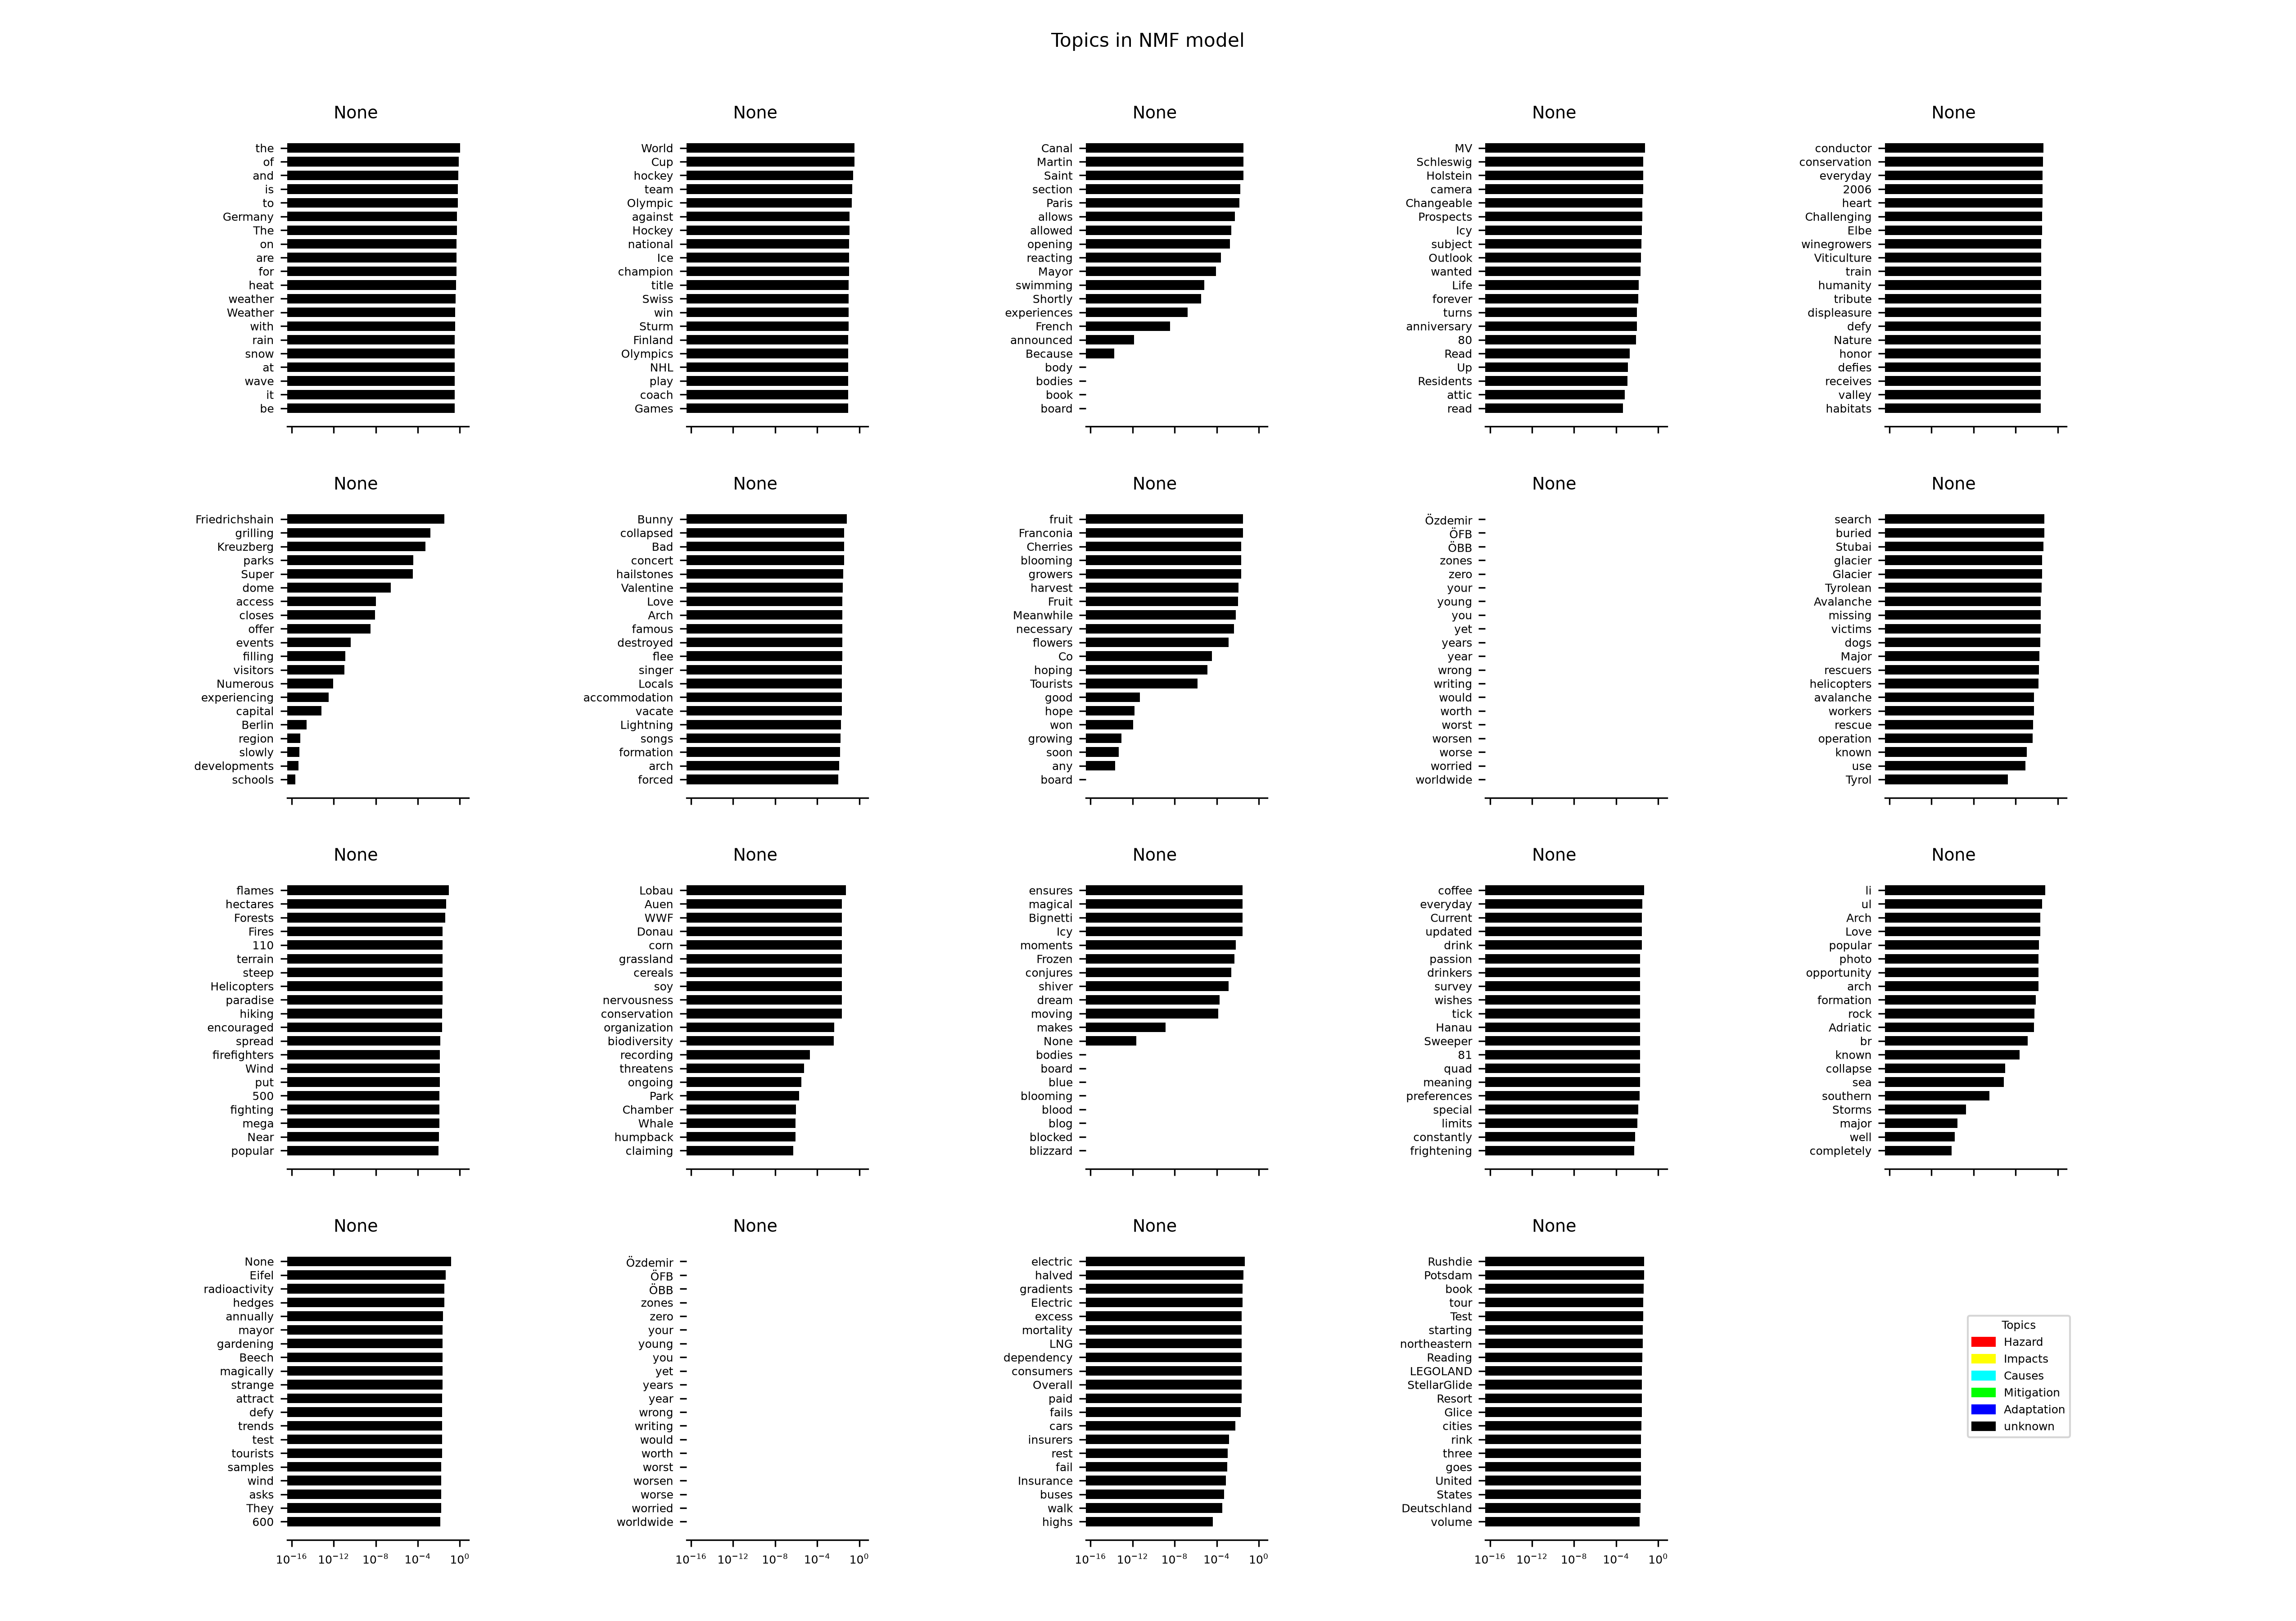 Topics in NMF model
None
the
of
and
is
to
Germany
The
on
are
for
heat
weather
Weather
with
rain
snow
at
wave
it
be
None
World
Cup
hockey
team
Olympic
against
Hockey
national
Ice
champion
title
Swiss
win
Sturm
Finland
Olympics
NHL
play
coach
Games
None
Canal
Martin
Saint
section
Paris
allows
allowed
opening
reacting
Mayor
swimming
Shortly
experiences
French
announced
Because
body
bodies
book
board
None
MV
Schleswig
Holstein
camera
Changeable
Prospects
Icy
subject
Outlook
wanted
Life
forever
turns
anniversary
80
Read
Up
Residents
attic
read
None
conductor
conservation
everyday
2006
heart
Challenging
Elbe
winegrowers
Viticulture
train
humanity
tribute
displeasure
defy
Nature
honor
defies
receives
valley
habitats
None
Friedrichshain
grilling
Kreuzberg
parks
Super
dome
access
closes
offer
events
filling
visitors
Numerous
experiencing
capital
Berlin
region
slowly
developments
schools
None
Bunny
collapsed
Bad
concert
hailstones
Valentine
Love
Arch
famous
destroyed
flee
singer
Locals
accommodation
vacate
Lightning
songs
formation
arch
forced
None
fruit
Franconia
Cherries
blooming
growers
harvest
Fruit
Meanwhile
necessary
flowers
Co
hoping
Tourists
good
hope
won
growing
soon
any
board
None
Özdemir
ÖFB
ÖBB
zones
zero
your
young
you
yet
years
year
wrong
writing
would
worth
worst
worsen
worse
worried
worldwide
None
search
buried
Stubai
glacier
Glacier
Tyrolean
Avalanche
missing
victims
dogs
Major
rescuers
helicopters
avalanche
workers
rescue
operation
known
use
Tyrol
None
flames
hectares
Forests
Fires
110
terrain
steep
Helicopters
paradise
hiking
encouraged
spread
firefighters
Wind
put
500
fighting
mega
Near
popular
None
Lobau
Auen
WWF
Donau
corn
grassland
cereals
soy
nervousness
conservation
organization
biodiversity
recording
threatens
ongoing
Park
Chamber
Whale
humpback
claiming
None
ensures
magical
Bignetti
Icy
moments
Frozen
conjures
shiver
dream
moving
makes
None
bodies
board
blue
blooming
blood
blog
blocked
blizzard
None
coffee
everyday
Current
updated
drink
passion
drinkers
survey
wishes
tick
Hanau
Sweeper
81
quad
meaning
preferences
special
limits
constantly
frightening
None
li
ul
Arch
Love
popular
photo
opportunity
arch
formation
rock
Adriatic
br
known
collapse
sea
southern
Storms
major
well
completely
None
None
Eifel
radioactivity
hedges
annually
mayor
gardening
Beech
magically
strange
attract
defy
trends
test
tourists
samples
wind
asks
They
600
10⁻¹⁶ 10⁻¹² 10⁻⁸ 10⁻⁴ 10⁰
None
Özdemir
ÖFB
ÖBB
zones
zero
your
young
you
yet
years
year
wrong
writing
would
worth
worst
worsen
worse
worried
worldwide
10⁻¹⁶ 10⁻¹² 10⁻⁸ 10⁻⁴ 10⁰
None
electric
halved
gradients
Electric
excess
mortality
LNG
dependency
consumers
Overall
paid
fails
cars
insurers
rest
fail
Insurance
buses
walk
highs
10⁻¹⁶ 10⁻¹² 10⁻⁸ 10⁻⁴ 10⁰
None
Rushdie
Potsdam
book
tour
Test
starting
northeastern
Reading
LEGOLAND
StellarGlide
Resort
Glice
cities
rink
three
goes
United
States
Deutschland
volume
10⁻¹⁶ 10⁻¹² 10⁻⁸ 10⁻⁴ 10⁰
Topics
Hazard
Impacts
Causes
Mitigation
Adaptation
unknown